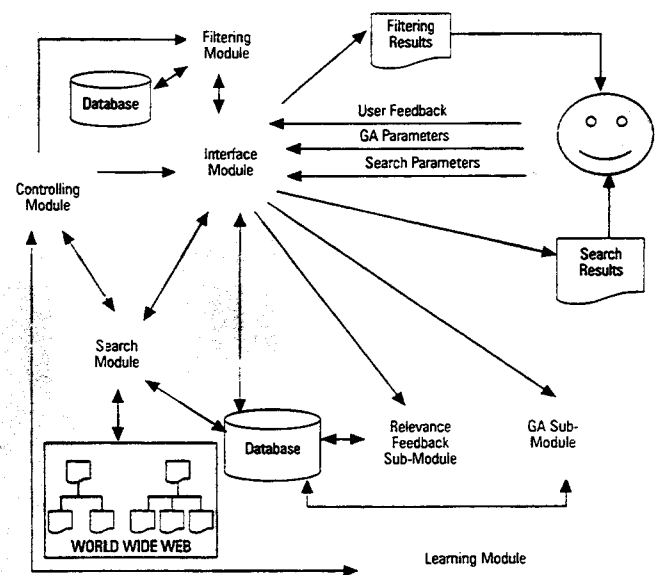 Filtering
Module
Filtering
Results
Database
User Feedback
GA Parameters
Search Parameters
Interface
Module
Controlling
Module
Search
Results
Search
Module
Database
Relevance
Feedback
Sub-Module
GA Sub-
Module
WORLD WIDE WEB
Learning Module